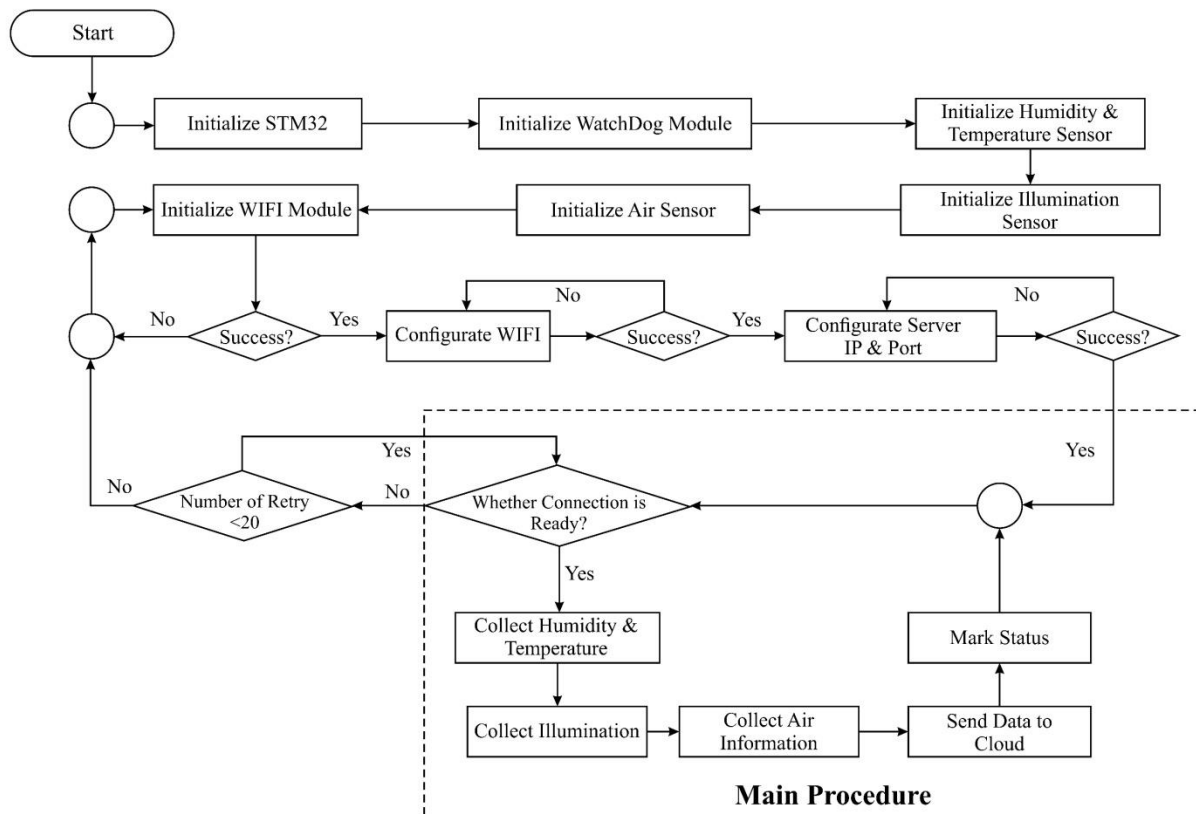 Start
Initialize STM32
Initialize WatchDog Module
Initialize Humidity &
Temperature Sensor
Initialize WIFI Module
Initialize Air Sensor
Initialize Illumination
Sensor
No
Success?
Yes
Configurate WIFI
No
Success?
Yes
Configurate Server
IP & Port
No
Success?
Yes
No
Number of Retry
<20
Yes
No
Whether Connection is
Ready?
Yes
Collect Humidity &
Temperature
Mark Status
Collect Illumination
Collect Air
Information
Send Data to
Cloud
Main Procedure